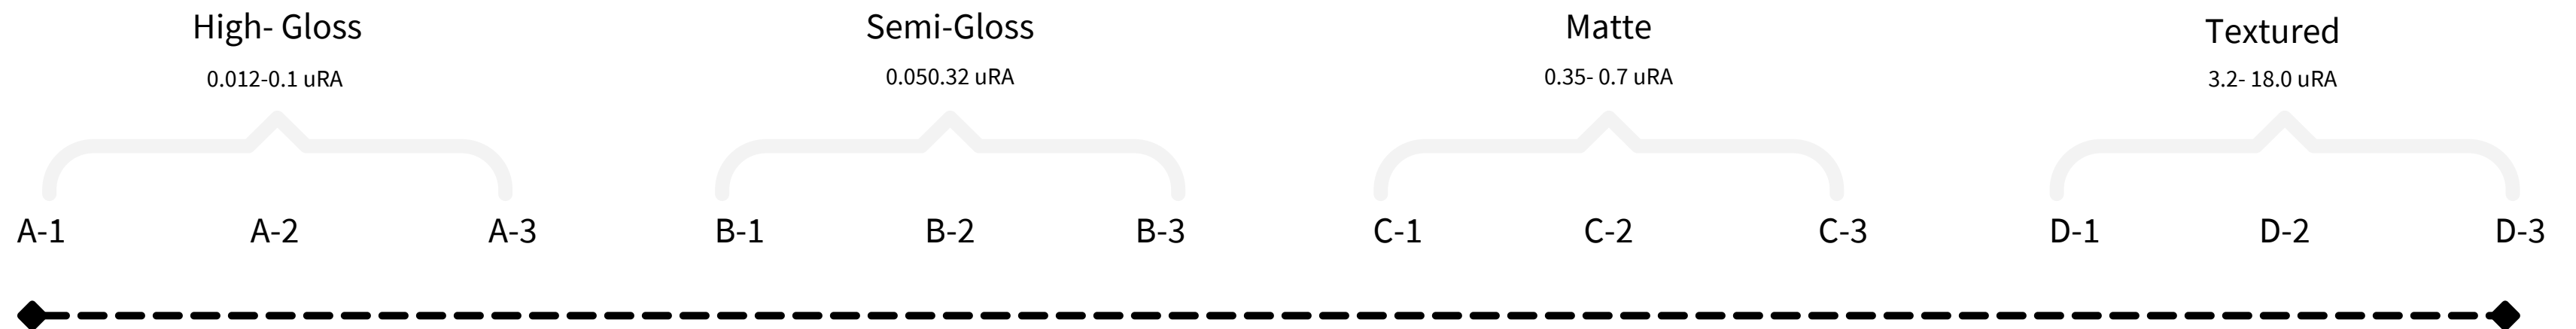 High- Gloss
0.012-0.1 uRA
Semi-Gloss
0.050.32 uRA
Matte
0.35- 0.7 uRA
Textured
3.2- 18.0 uRA
A-1 A-2 A-3 B-1 B-2 B-3 C-1 C-2 C-3 D-1 D-2 D-3